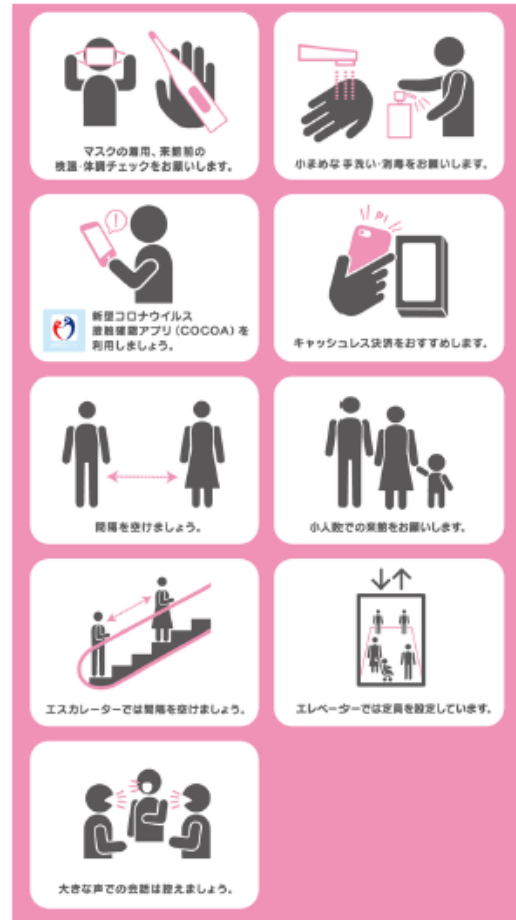 マスクの着用、来館前の
検温・体調チェックをお願いします。
小まめな手洗い・消毒をお願いします。
新型コロナウイルス
接触確認アプリ(COCOA)を
利用しましょう。
PI
キャッシュレス決済をおすすめします。
間隔を空けましょう。
小人数での来館をお願いします。
エスカレーターでは間隔を空けましょう。
エレベーターでは定員を設定しています。
大きな声での会話は控えましょう。